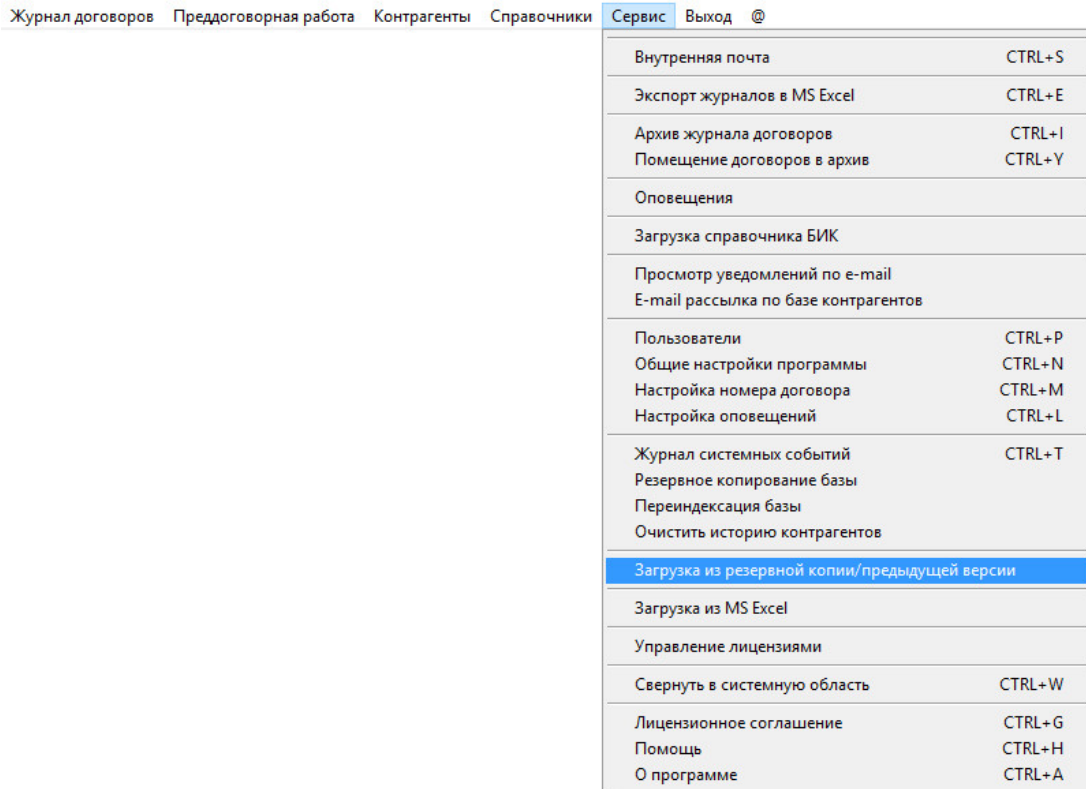 Журнал договоров Преддоговорная работа Контрагенты Справочники Сервис Выход @
Внутренняя почта CTRL+S
Экспорт журналов в MS Excel CTRL+E
Архив журнала договоров CTRL+I
Помещение договоров в архив CTRL+Y
Оповещения
Загрузка справочника БИК
Просмотр уведомлений по e-mail
E-mail рассылка по базе контрагентов
Пользователи CTRL+P
Общие настройки программы CTRL+N
Настройка номера договора CTRL+M
Настройка оповещений CTRL+L
Журнал системных событий CTRL+T
Резервное копирование базы
Переиндексация базы
Очистить историю контрагентов
Загрузка из резервной копии/предыдущей версии
Загрузка из MS Excel
Управление лицензиями
Свернуть в системную область CTRL+W
Лицензионное соглашение CTRL+G
Помощь CTRL+H
О программе CTRL+A